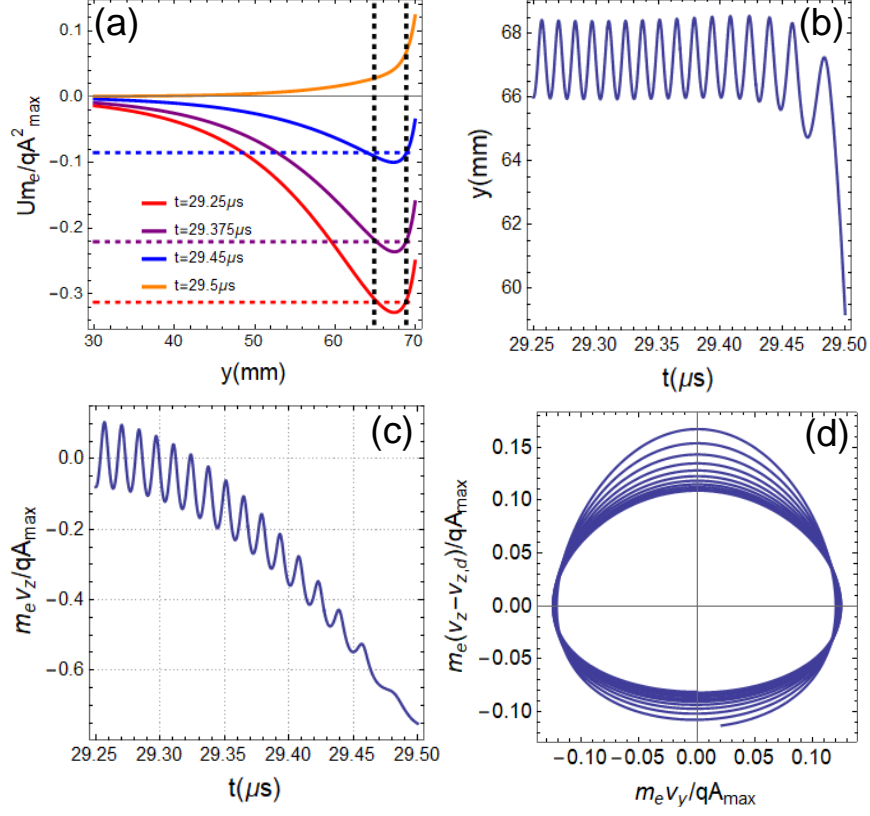 (a)
Um_e/qA^2_max
0.1
0.0
−0.1
−0.2
−0.3
t=29.25μs
t=29.375μs
t=29.45μs
t=29.5μs
30 40 50 60 70
y(mm)
(b)
y(mm)
68
66
64
62
60
29.25 29.30 29.35 29.40 29.45 29.50
t(μs)
(c)
m_e v_z/qA_max
0.0
−0.2
−0.4
−0.6
29.25 29.30 29.35 29.40 29.45 29.50
t(μs)
(d)
m_e(v_z−v_z,d)/qA_max
0.15
0.10
0.05
0.00
−0.05
−0.10
−0.10 −0.05 0.00 0.05 0.10
m_e v_y/qA_max